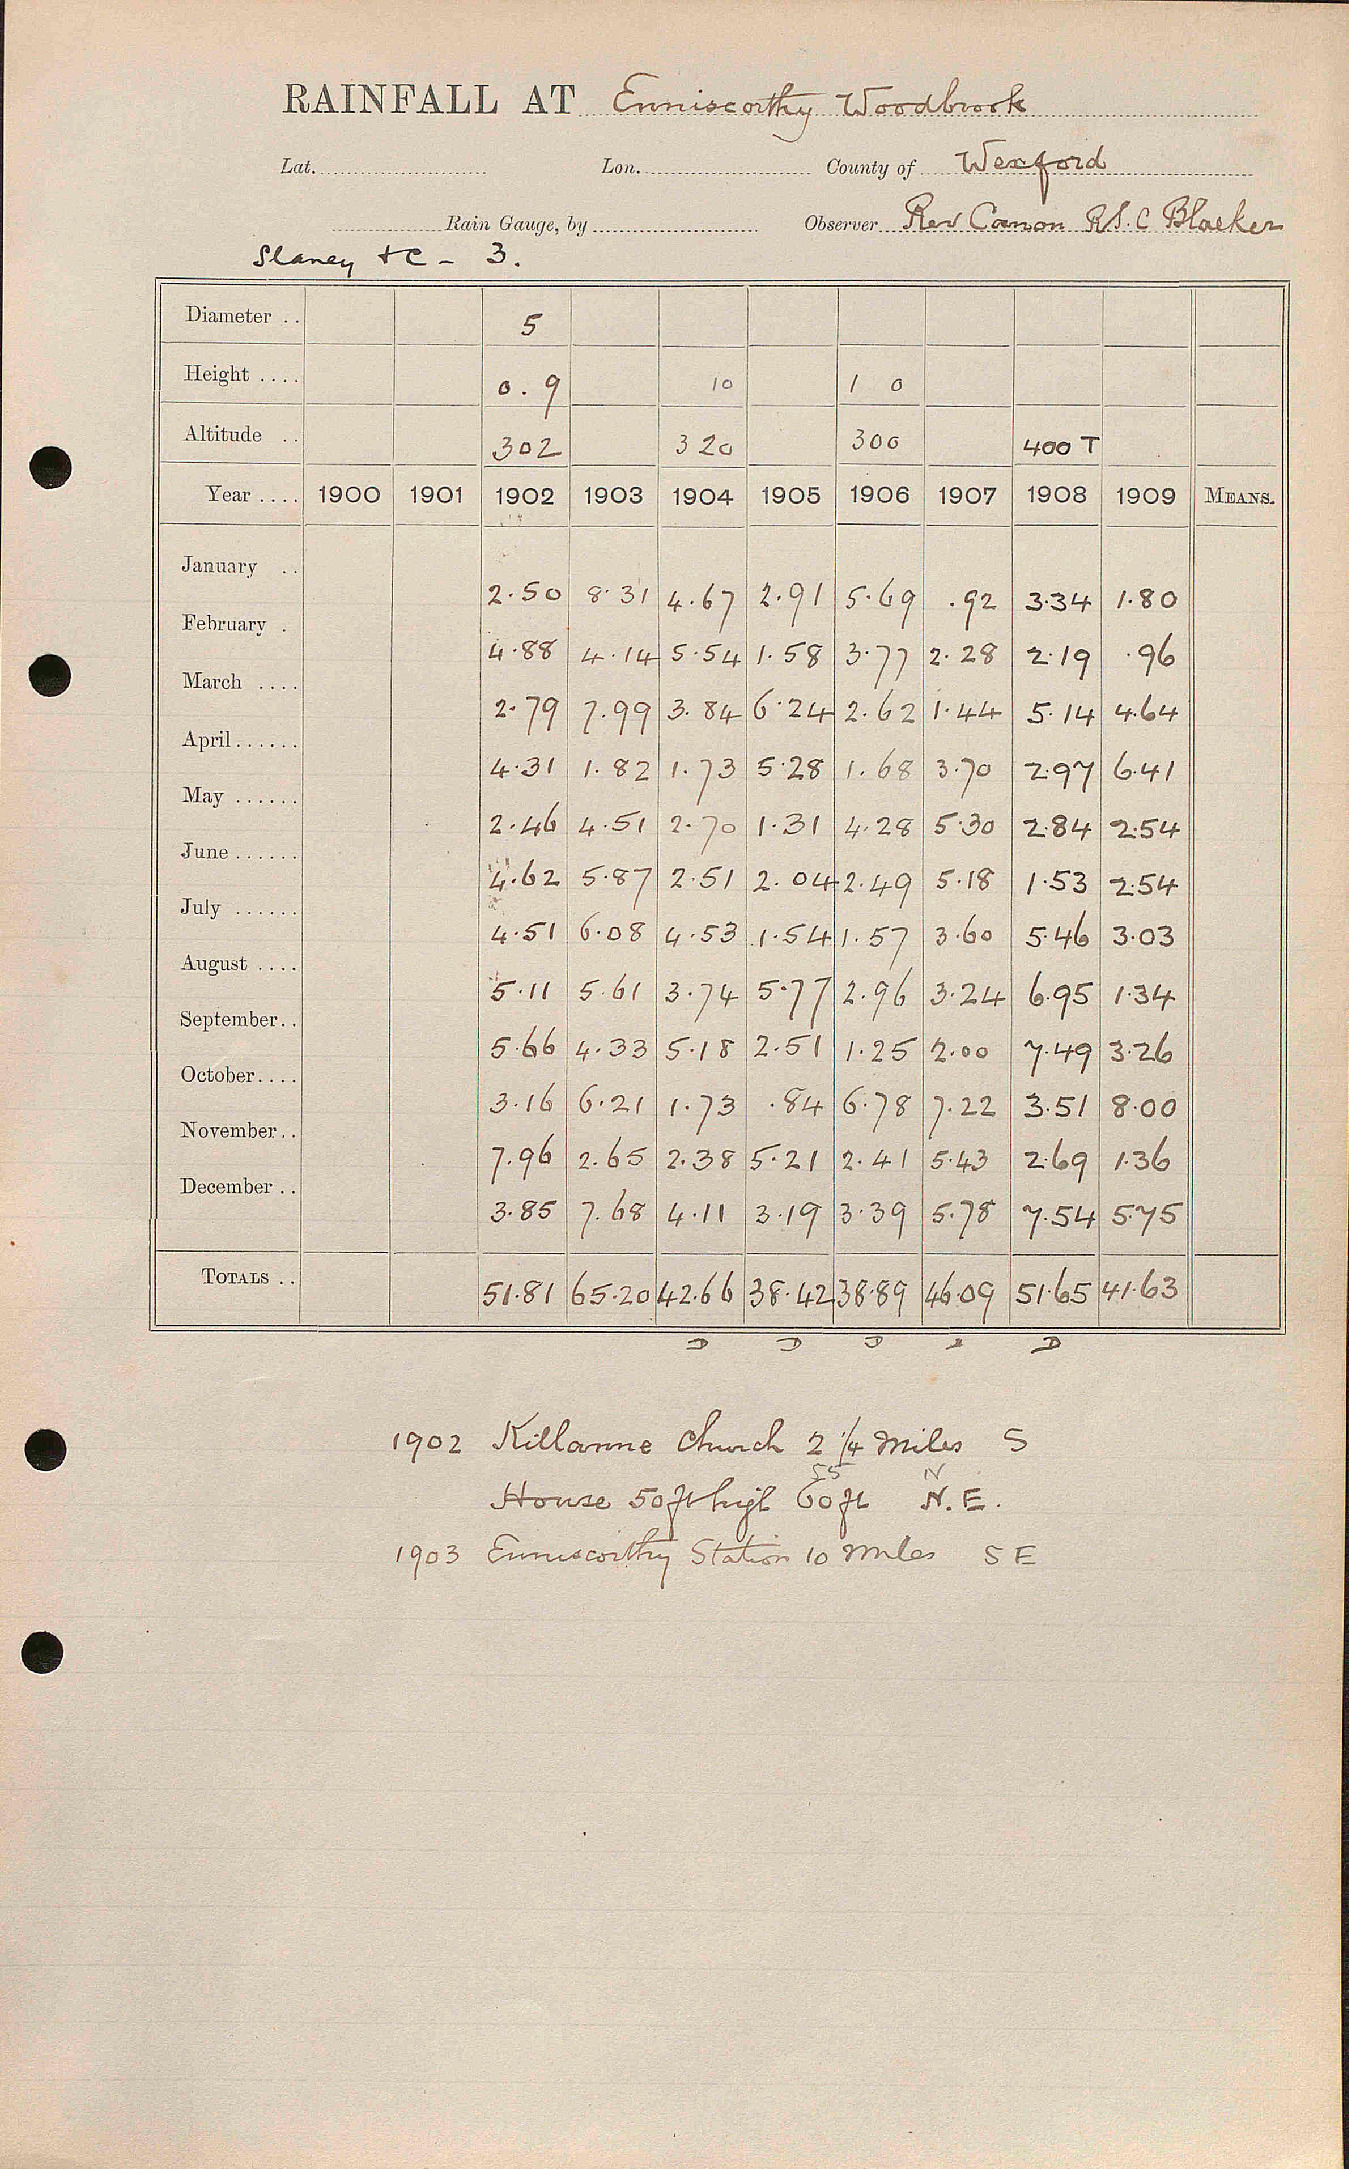 RAINFALL AT Enniscorthy Woodbrook
Lat. Lon. County of Wexford
Rain Gauge, by Observer Rev Canon R.S.C Blacker
Slaney +C - 3.
Diameter .. 5
Height .... 0.9 10 1 0
Altitude .. 302 320 300 400 T
Year .... 1900 1901 1902 1903 1904 1905 1906 1907 1908 1909 MEANS.
January .. 2.50 8.31 4.67 2.91 5.69 .92 3.34 1.80
February . 4.88 4.14 5.54 1.58 3.77 2.28 2.19 .96
March .... 2.79 7.99 3.84 6.24 2.62 1.44 5.14 4.64
April...... 4.31 1.82 1.73 5.28 1.68 3.70 2.97 6.41
May ...... 2.46 4.51 2.70 1.31 4.28 5.30 2.84 2.54
June ...... 4.62 5.87 2.51 2.04 2.49 5.18 1.53 2.54
July ...... 4.51 6.08 4.53 1.54 1.57 3.60 5.46 3.03
August .... 5.11 5.61 3.74 5.77 2.96 3.24 6.95 1.34
September.. 5.66 4.33 5.18 2.51 1.25 2.00 7.49 3.26
October.... 3.16 6.21 1.73 .84 6.78 7.22 3.51 8.00
November.. 7.96 2.65 2.38 5.21 2.41 5.43 2.69 1.36
December .. 3.85 7.68 4.11 3.19 3.39 5.78 7.54 5.75
TOTALS .. 51.81 65.20 42.66 38.42 38.89 46.09 51.65 41.63
D D D D
1902 Killanne Church 2 1/4 miles S
55 N
House 50 ft high 60 ft N.E.
1903 Enniscorthy Station 10 miles S E